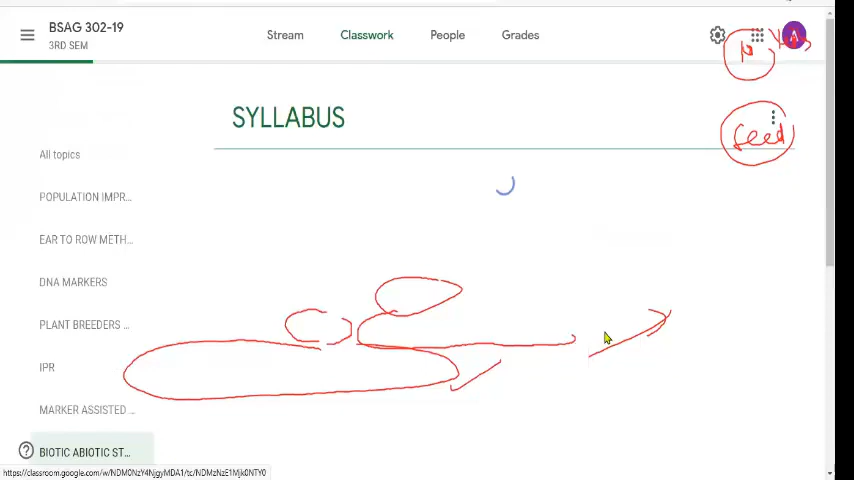 BSAG 302-19
3RD SEM
Stream Classwork People Grades
A
SYLLABUS
seed
All topics
POPULATION IMPR...
EAR TO ROW METH...
DNA MARKERS
PLANT BREEDERS ...
IPR
MARKER ASSISTED ...
BIOTIC ABIOTIC ST...